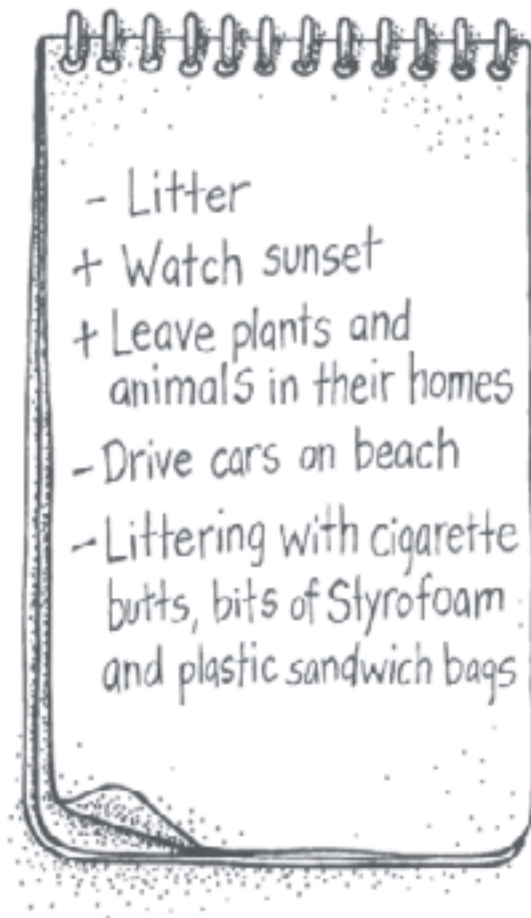 - Litter
+ Watch sunset
+ Leave plants and
animals in their homes
- Drive cars on beach
- Littering with cigarette
butts, bits of Styrofoam
and plastic sandwich bags